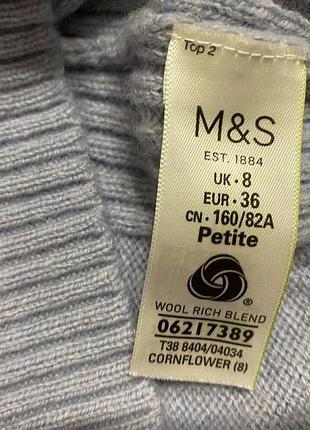 Top 2
M&S
EST. 1884
UK • 8
EUR • 36
CN • 160/82A
Petite
WOOL RICH BLEND
06217389
T38 8404/04034
CORNFLOWER (8)